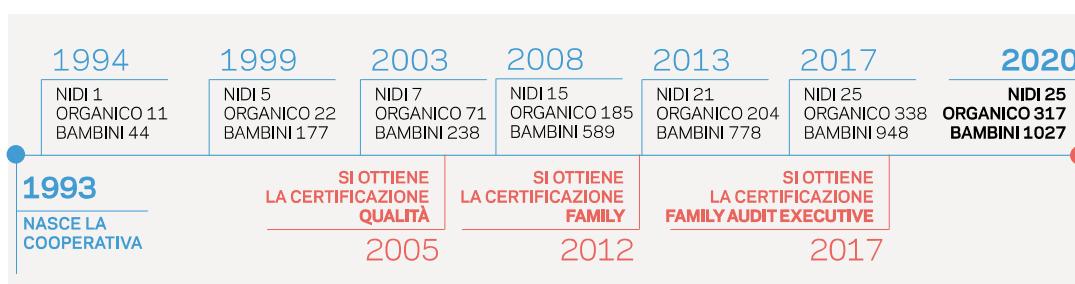 1994
NIDI 1
ORGANICO 11
BAMBINI 44
1999
NIDI 5
ORGANICO 22
BAMBINI 177
2003
NIDI 7
ORGANICO 71
BAMBINI 238
2008
NIDI 15
ORGANICO 185
BAMBINI 589
2013
NIDI 21
ORGANICO 204
BAMBINI 778
2017
NIDI 25
ORGANICO 338
BAMBINI 948
2020
NIDI 25
ORGANICO 317
BAMBINI 1027
1993
NASCE LA
COOPERATIVA
SI OTTIENE
LA CERTIFICAZIONE
QUALITÀ
2005
SI OTTIENE
LA CERTIFICAZIONE
FAMILY
2012
SI OTTIENE
LA CERTIFICAZIONE
FAMILY AUDIT EXECUTIVE
2017